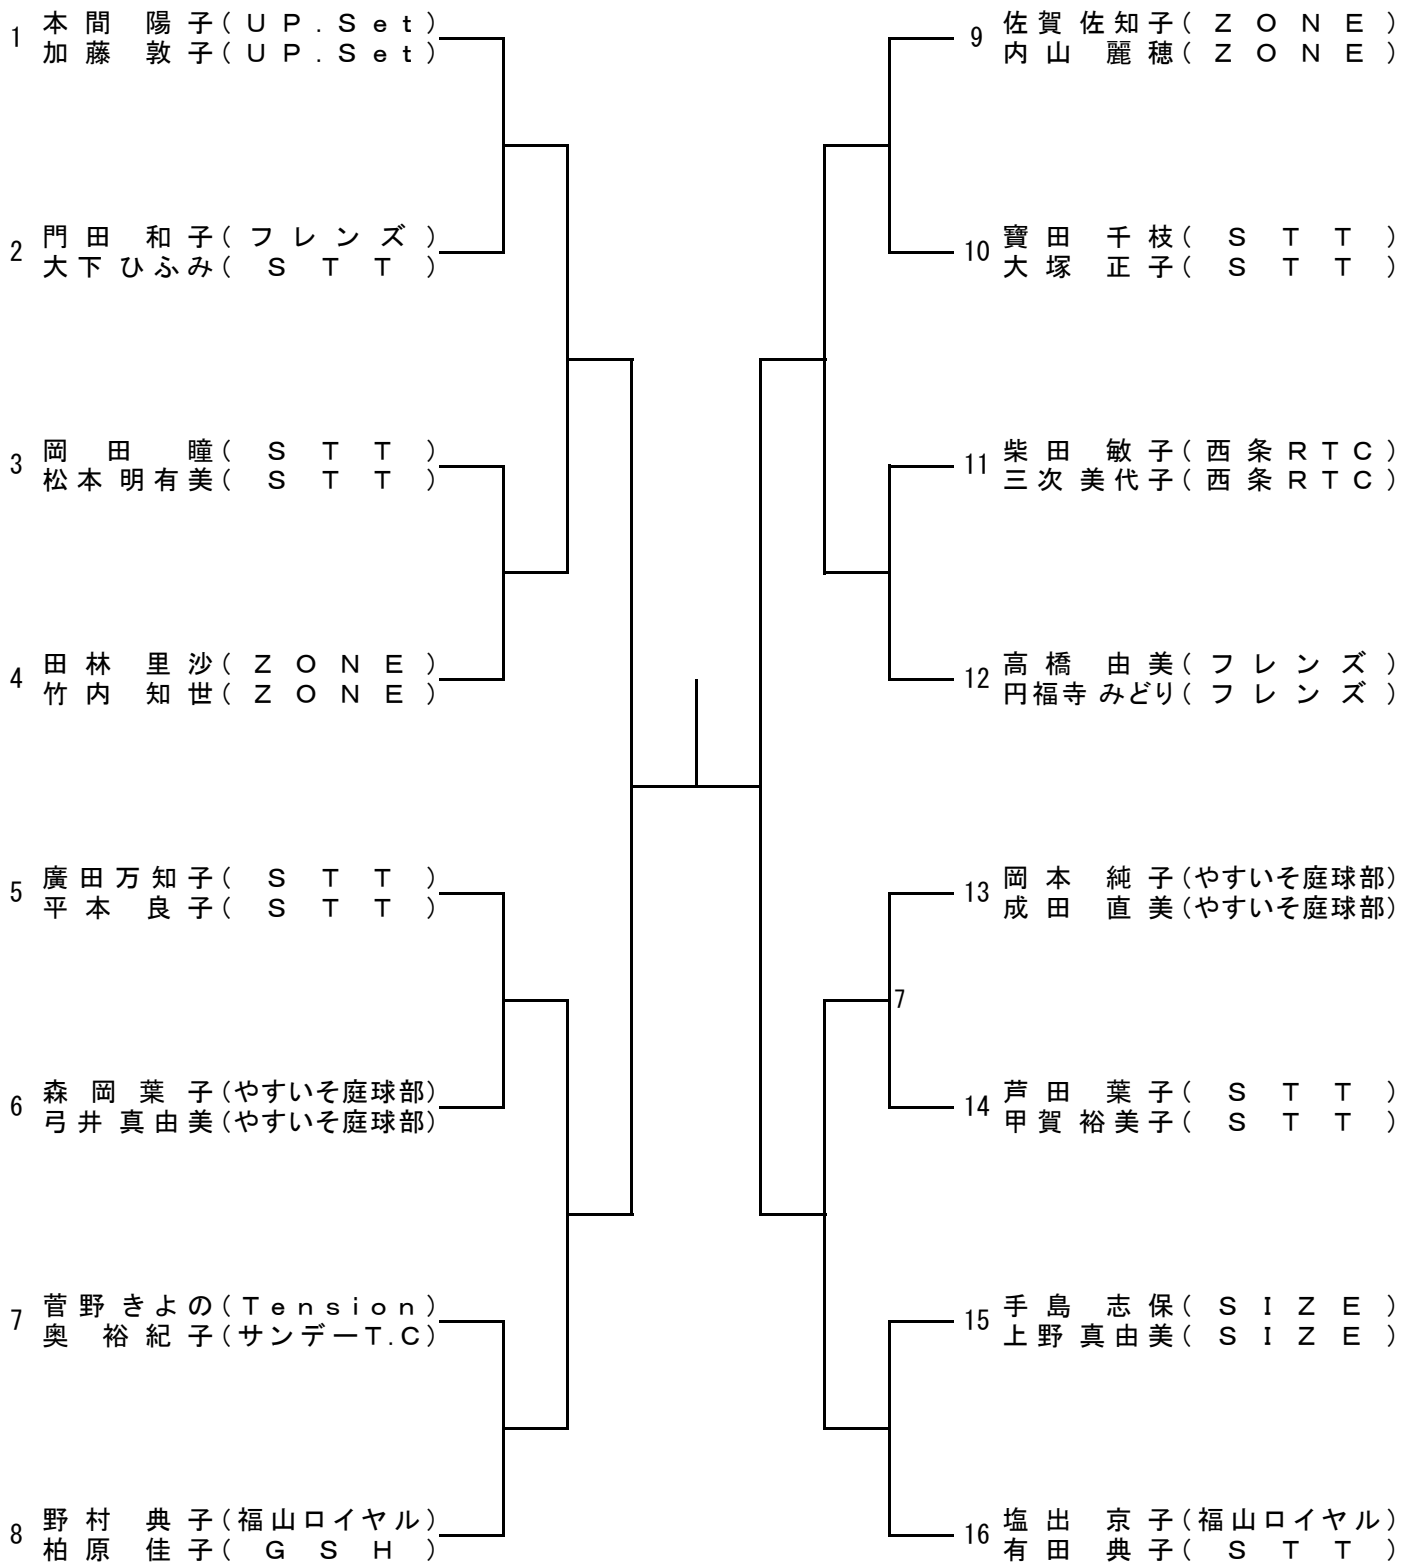 1 本間 陽子(UP.Set)
加藤 敦子(UP.Set)
2 門田 和子(フレンズ)
大下ひふみ(STT)
3 岡田 瞳(STT)
松本明有美(STT)
4 田林 里沙(ZONE)
竹内 知世(ZONE)
5 廣田万知子(STT)
平本 良子(STT)
6 森岡葉子(やすいそ庭球部)
弓井真由美(やすいそ庭球部)
7 菅野きよの(Tension)
奥 裕紀子(サンデーT.C)
8 野村 典子(福山ロイヤル)
柏原 佳子(GSH)
9 佐賀 佐知子(ZONE)
内山 麗穂(ZONE)
10 寶田 千枝(STT)
大塚 正子(STT)
11 柴田 敏子(西条RTC)
三次 美代子(西条RTC)
12 高橋 由美(フレンズ)
円福寺 みどり(フレンズ)
13 岡本 純子(やすいそ庭球部)
成田 直美(やすいそ庭球部)
7
14 芦田 葉子(STT)
甲賀 裕美子(STT)
15 手島 志保(SIZE)
上野 真由美(SIZE)
16 塩出 京子(福山ロイヤル)
有田 典子(STT)